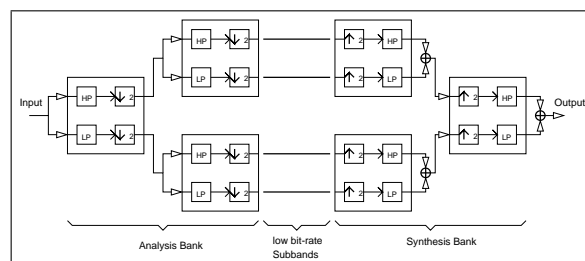 HP 2 2 HP
LP 2 2 LP
Input HP 2 2 HP Output
LP 2 2 LP
HP 2 2 HP
LP 2 2 LP
Analysis Bank low bit-rate Synthesis Bank
Subbands